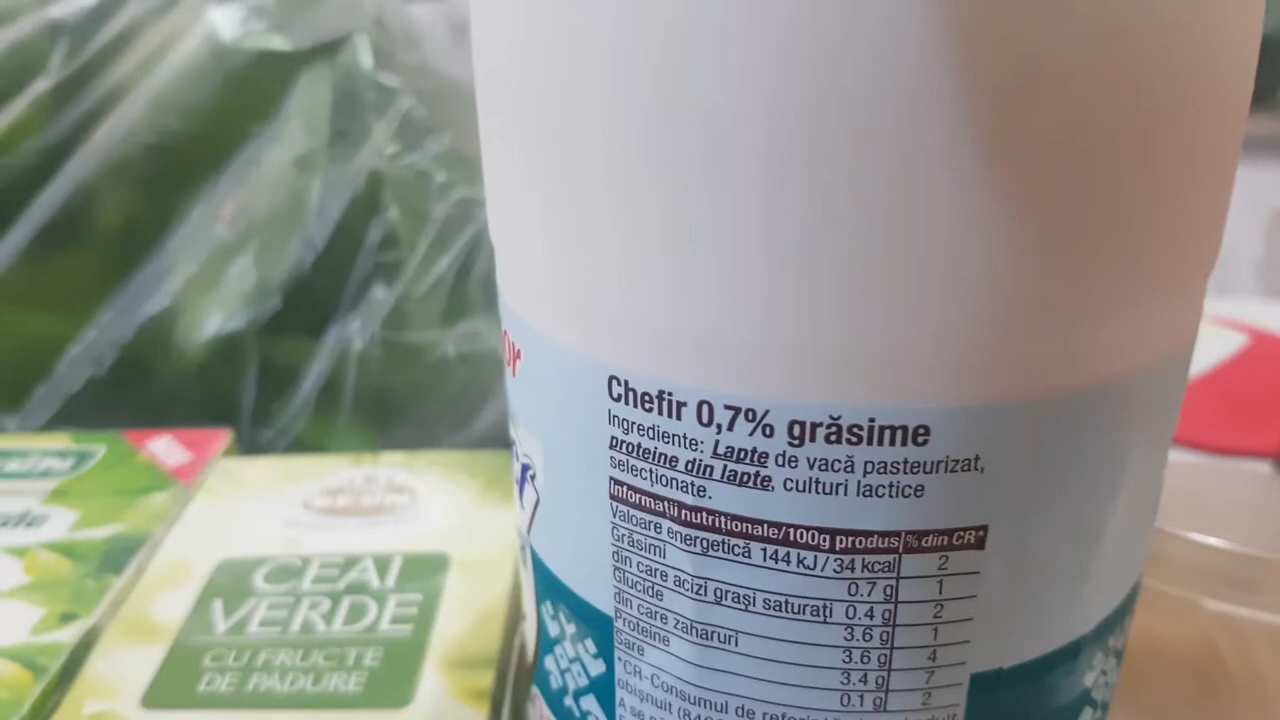 or
Chefir 0,7% grăsime
Ingrediente: Lapte de vacă pasteurizat,
proteine din lapte, culturi lactice
selecționate.
Informații nutriționale/100g produs % din CR*
Valoare energetică 144 kJ / 34 kcal 2
Grăsimi 0.7 g 1
din care acizi grași saturați 0.4 g 2
Glucide 3.6 g 1
din care zaharuri 3.6 g 4
Proteine 3.4 g 7
Sare 0.1 g 2
*CR-Consumul de
obișnuit
CEAI
VERDE
CU FRUCTE
DE PĂDURE